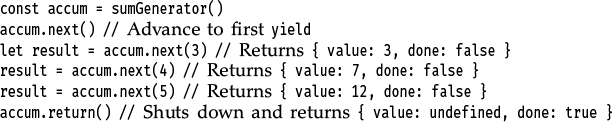 const accum = sumGenerator()
accum.next() // Advance to first yield
let result = accum.next(3) // Returns { value: 3, done: false }
result = accum.next(4) // Returns { value: 7, done: false }
result = accum.next(5) // Returns { value: 12, done: false }
accum.return() // Shuts down and returns { value: undefined, done: true }